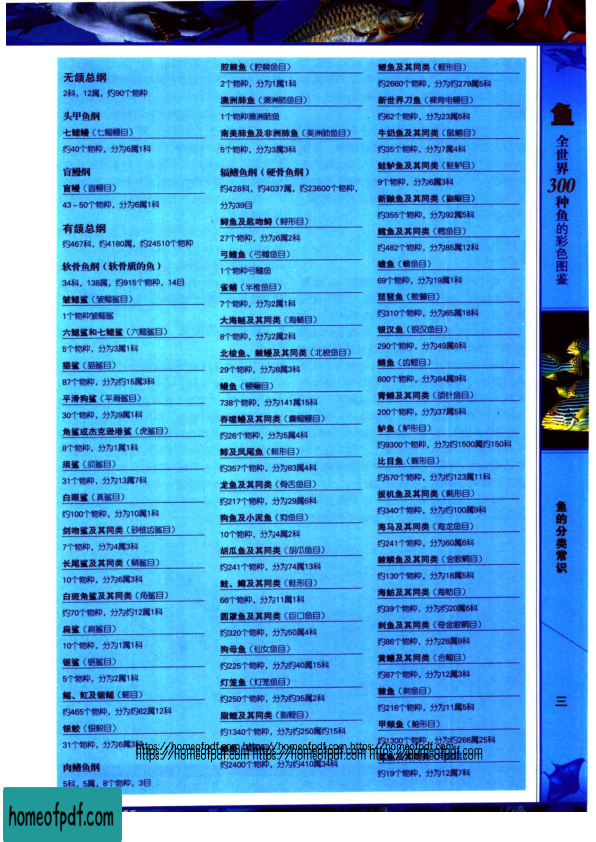 无颌总纲
2科，12属，约90个物种
头甲鱼纲
七鳃鳗（七鳃鳗目）
约40个物种，分为6属1科
盲鳗纲
盲鳗（盲鳗目）
43～50个物种，分为6属1科
有颌总纲
约467科，约4180属，约24510个物种
软骨鱼纲（软骨质的鱼）
34科，138属，约915个物种，14目
皱鳃鲨（皱鳃鲨目）
1个物种皱鳃鲨
六鳃鲨和七鳃鲨（六鳃鲨目）
5个物种，分为3属1科
猫鲨（猫鲨目）
87个物种，分为约15属3科
平滑狗鲨（平滑鲨目）
30个物种，分为9属1科
角鲨或杰克逊港鲨（虎鲨目）
8个物种，分为1属1科
须鲨（须鲨目）
31个物种，分为13属7科
白眼鲨（真鲨目）
约100个物种，分为10属1科
剑吻鲨及其同类（砂锥齿鲨目）
7个物种，分为4属3科
长尾鲨及其同类（鲭鲨目）
10个物种，分为6属3科
白斑角鲨及其同类（角鲨目）
约70个物种，分为约12属1科
扁鲨（扁鲨目）
10个物种，分为1属1科
锯鲨（锯鲨目）
5个物种，分为2属1科
鳐、魟及锯鳐（鳐目）
约465个物种，分为约62属12科
银鲛（银鲛目）
31个物种，分为6属3科
肉鳍鱼纲
5科，5属，8个物种，3目
腔棘鱼（腔棘鱼目）
2个物种，分为1属1科
澳洲肺鱼（澳洲肺鱼目）
1个物种澳洲肺鱼
南美肺鱼及非洲肺鱼（美洲肺鱼目）
5个物种，分为3属3科
辐鳍鱼纲（硬骨鱼纲）
约428科，约4037属，约23600个物种，
分为39目
鲟鱼及匙吻鲟（鲟形目）
27个物种，分为6属2科
弓鳍鱼（弓鳍鱼目）
1个物种弓鳍鱼
雀鳝（半椎鱼目）
7个物种，分为2属1科
大海鲢及其同类（海鲢目）
8个物种，分为2属2科
北梭鱼、棘鳗及其同类（北梭鱼目）
29个物种，分为8属3科
鳗鱼（鳗鲡目）
738个物种，分为141属15科
吞噬鳗及其同类（囊鳃鳗目）
约26个物种，分为5属4科
鲱及凤尾鱼（鲱形目）
约357个物种，分为83属4科
龙鱼及其同类（骨舌鱼目）
约217个物种，分为29属6科
狗鱼及小泥鱼（狗鱼目）
10个物种，分为4属2科
胡瓜鱼及其同类（胡瓜鱼目）
约241个物种，分为74属13科
鲑、鳟及其同类（鲑形目）
66个物种，分为11属1科
圆罩鱼及其同类（巨口鱼目）
约320个物种，分为50属4科
狗母鱼（仙女鱼目）
约225个物种，分为约40属15科
灯笼鱼（灯笼鱼目）
约250个物种，分为约35属2科
脂鲤及其同类（脂鲤目）
约1340个物种，分为约250属约15科
约2400个物种，分为约410属34科
鲤鱼及其同类（鲤形目）
约2660个物种，分为约279属5科
新世界刀鱼（裸背电鳗目）
约62个物种，分为23属6科
牛奶鱼及其同类（鼠鱚目）
约35个物种，分为7属4科
鲑鲈鱼及其同类（鲑鲈目）
9个物种，分为6属3科
新鼬鱼及其同类（鼬鳚目）
约355个物种，分为92属5科
鳕鱼及其同类（鳕鱼目）
约482个物种，分为85属12科
蟾鱼（蟾鱼目）
69个物种，分为19属1科
琵琶鱼（鮟鱇目）
约310个物种，分为65属18科
银汉鱼（银汉鱼目）
290个物种，分为49属6科
鳉鱼（齿鲤目）
800个物种，分为84属9科
青鳞及其同类（颌针鱼目）
200个物种，分为37属5科
鲈鱼（鲈形目）
约9300个物种，分为约1500属约150科
比目鱼（鲽形目）
约570个物种，分为约123属11科
扳机鱼及其同类（鲀形目）
约340个物种，分为约100属9科
海马及其同类（海龙鱼目）
约241个物种，分为60属6科
棘鳞鱼及其同类（金眼鲷目）
约130个物种，分为18属5科
海鲂及其同类（海鲂目）
约39个物种，分为约20属6科
刺鱼及其同类（奇金眼鲷目）
约86个物种，分为28属9科
黄鳝及其同类（合鳃目）
约87个物种，分为12属3科
棘鱼（刺鱼目）
约216个物种，分为11属5科
甲颊鱼（鲉形目）
约1300个物种，分为约266属25科
约19个物种，分为12属7科
鱼
全世界300种鱼的彩色图鉴
鱼的分类常识
三
https://homeofpdf.com https://homeofpdf.com https://homeofpdf.com
https://homeofpdf.com https://homeofpdf.com https://homeofpdf.com
homeofpdf.com